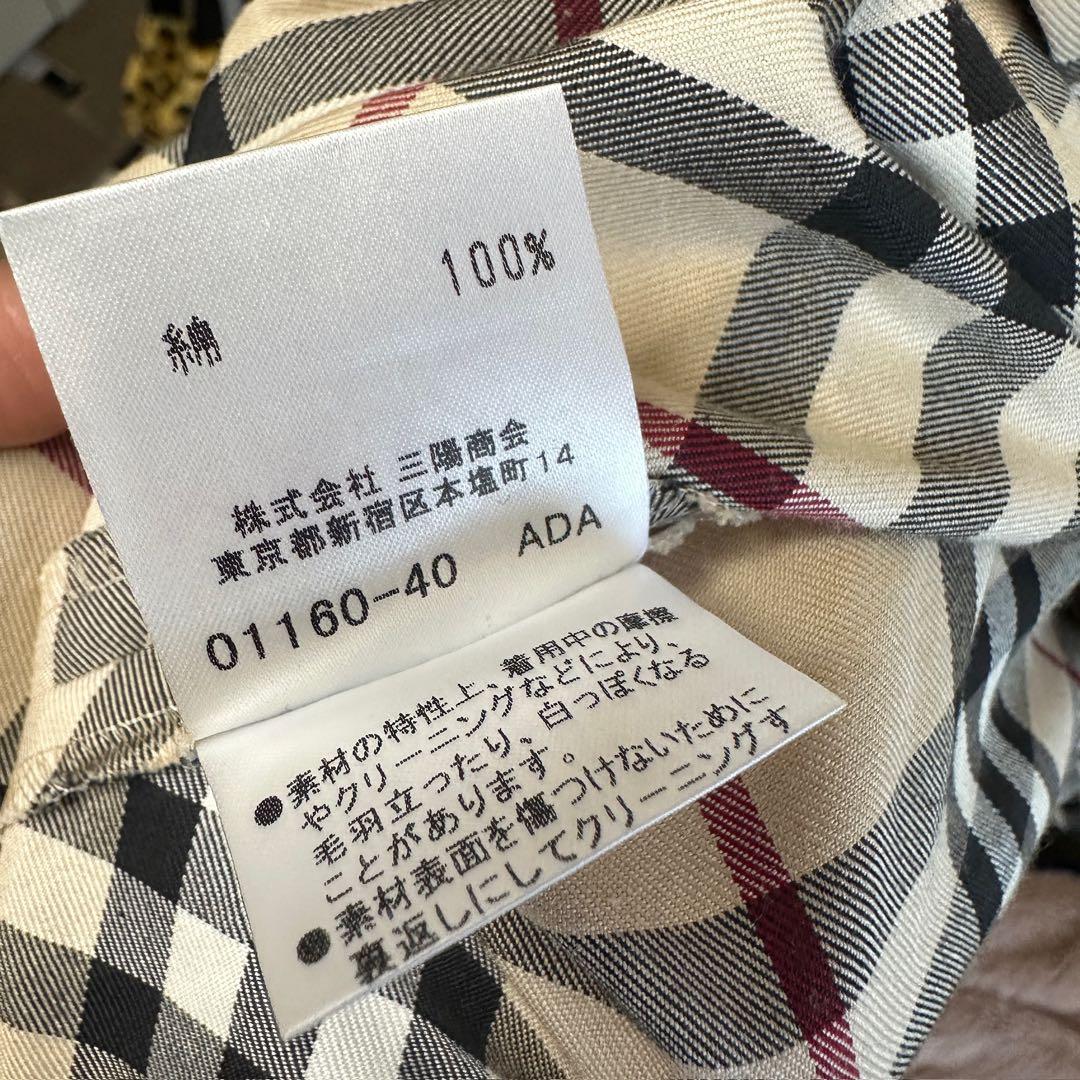 綿 100%
株式会社 三陽商会
東京都新宿区本塩町14
01160-40 ADA
●素材の特性上、着用中の摩擦
やクリーニングなどにより、
毛羽立ったり、白っぽくなる
ことがあります。
●素材表面を傷つけないために
裏返しにしてクリーニングす